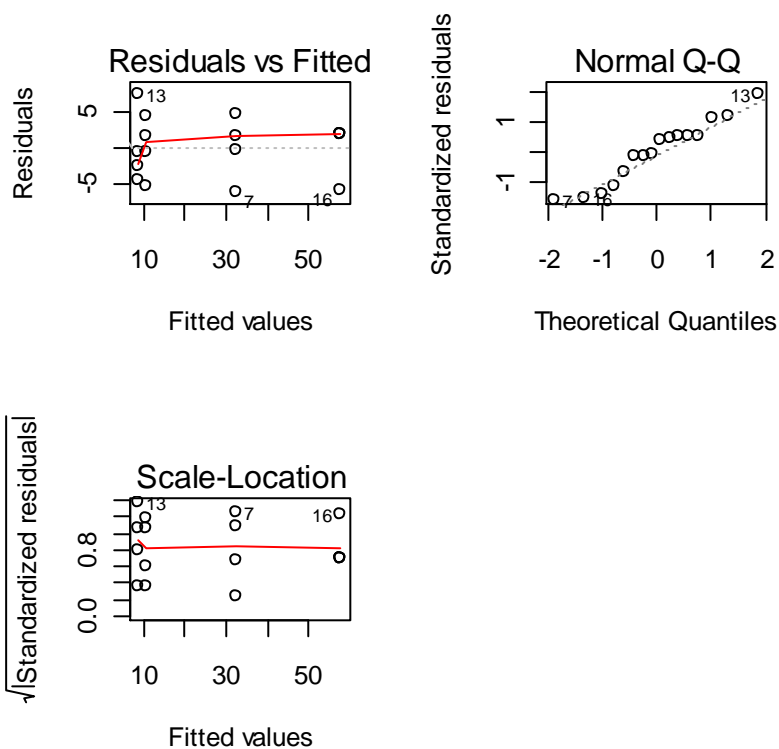 Residuals vs Fitted
Residuals
5
-5
13
7
16
10 30 50
Fitted values
Normal Q-Q
Standardized residuals
1
-1
13
7
16
-2 -1 0 1 2
Theoretical Quantiles
Scale-Location
√|Standardized residuals|
0.8
0.0
13
7
16
10 30 50
Fitted values